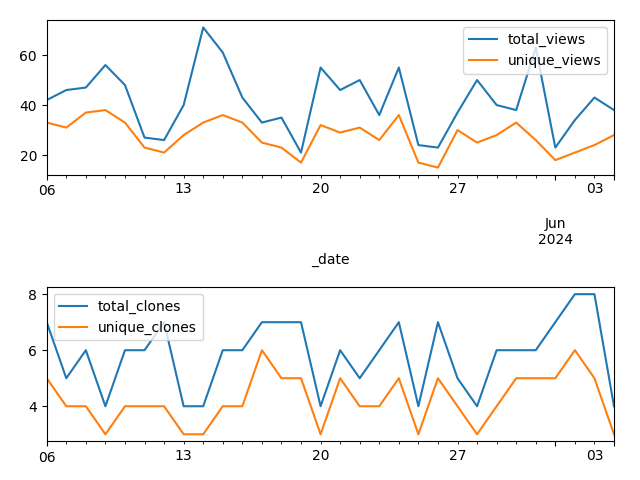 60
40
20
total_views
unique_views
06
13
20
27
03
Jun
2024
_date
8
6
4
total_clones
unique_clones
06
13
20
27
03